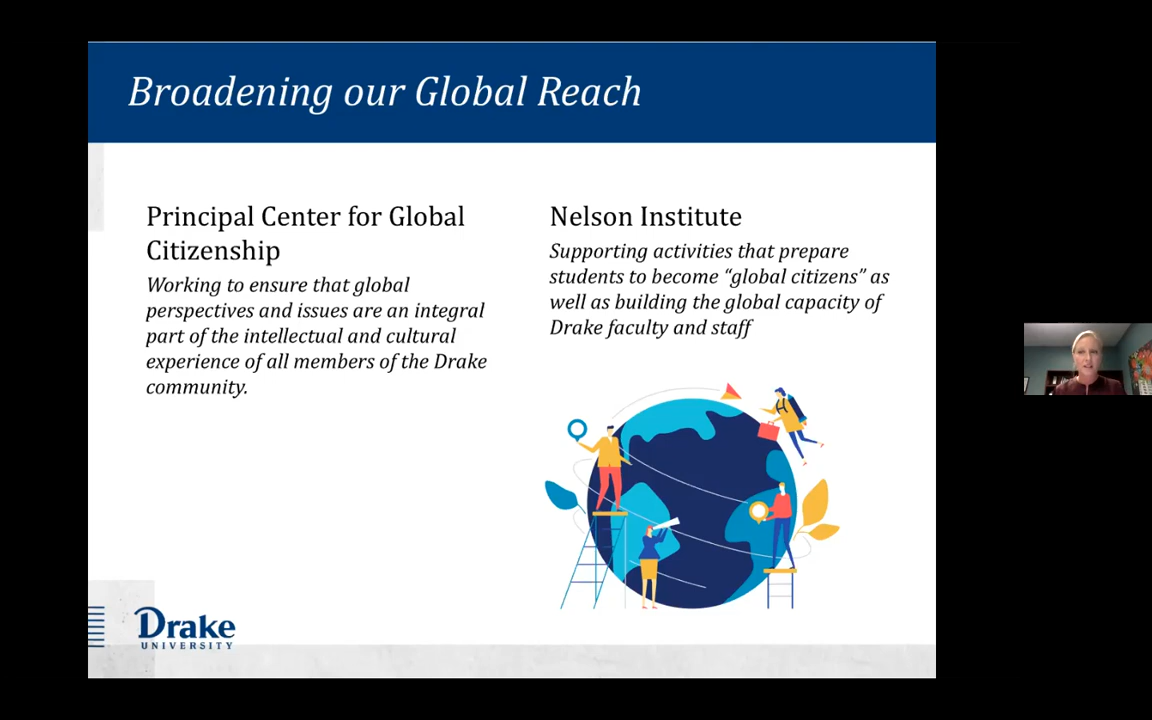 Broadening our Global Reach
Principal Center for Global
Citizenship
Working to ensure that global
perspectives and issues are an integral
part of the intellectual and cultural
experience of all members of the Drake
community.
Nelson Institute
Supporting activities that prepare
students to become “global citizens” as
well as building the global capacity of
Drake faculty and staff
Drake
UNIVERSITY